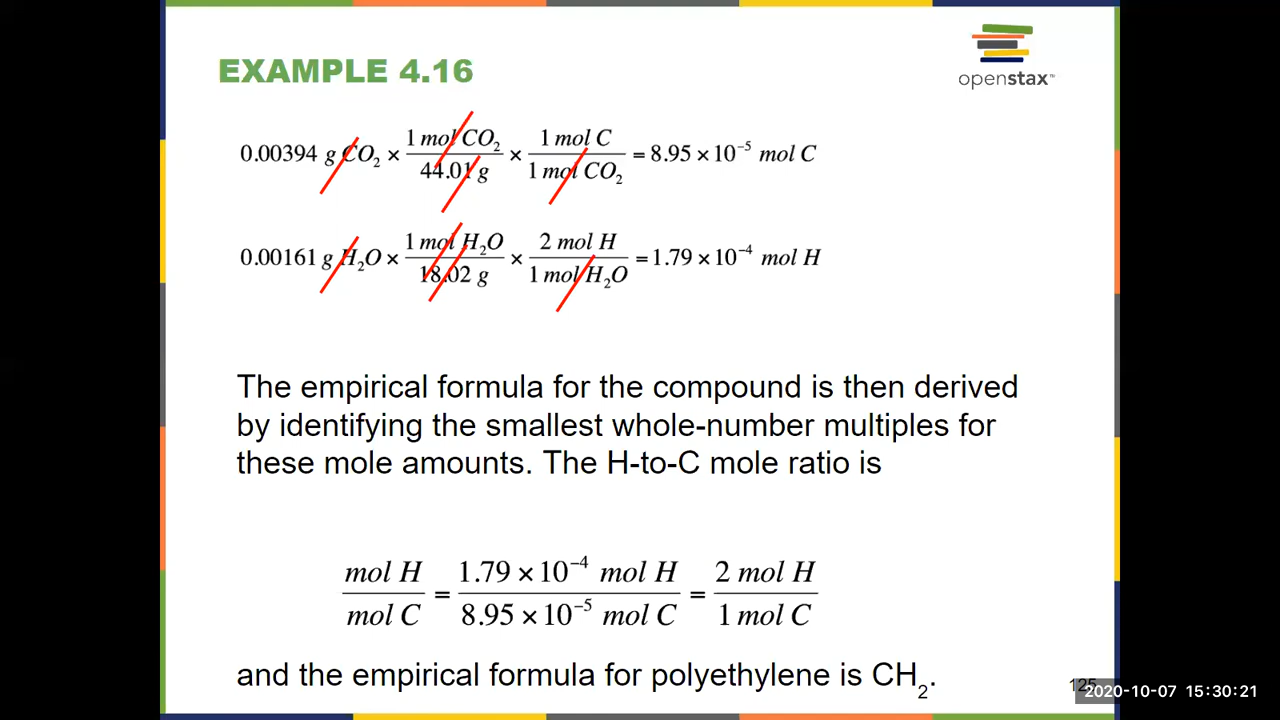 openstax™
EXAMPLE 4.16
0.00394 g CO₂ × 1 mol CO₂ / 44.01 g × 1 mol C / 1 mol CO₂ = 8.95 × 10⁻⁵ mol C
0.00161 g H₂O × 1 mol H₂O / 18.02 g × 2 mol H / 1 mol H₂O = 1.79 × 10⁻⁴ mol H
The empirical formula for the compound is then derived
by identifying the smallest whole-number multiples for
these mole amounts. The H-to-C mole ratio is
mol H / mol C = 1.79 × 10⁻⁴ mol H / 8.95 × 10⁻⁵ mol C = 2 mol H / 1 mol C
and the empirical formula for polyethylene is CH₂.
2020-10-07 15:30:21